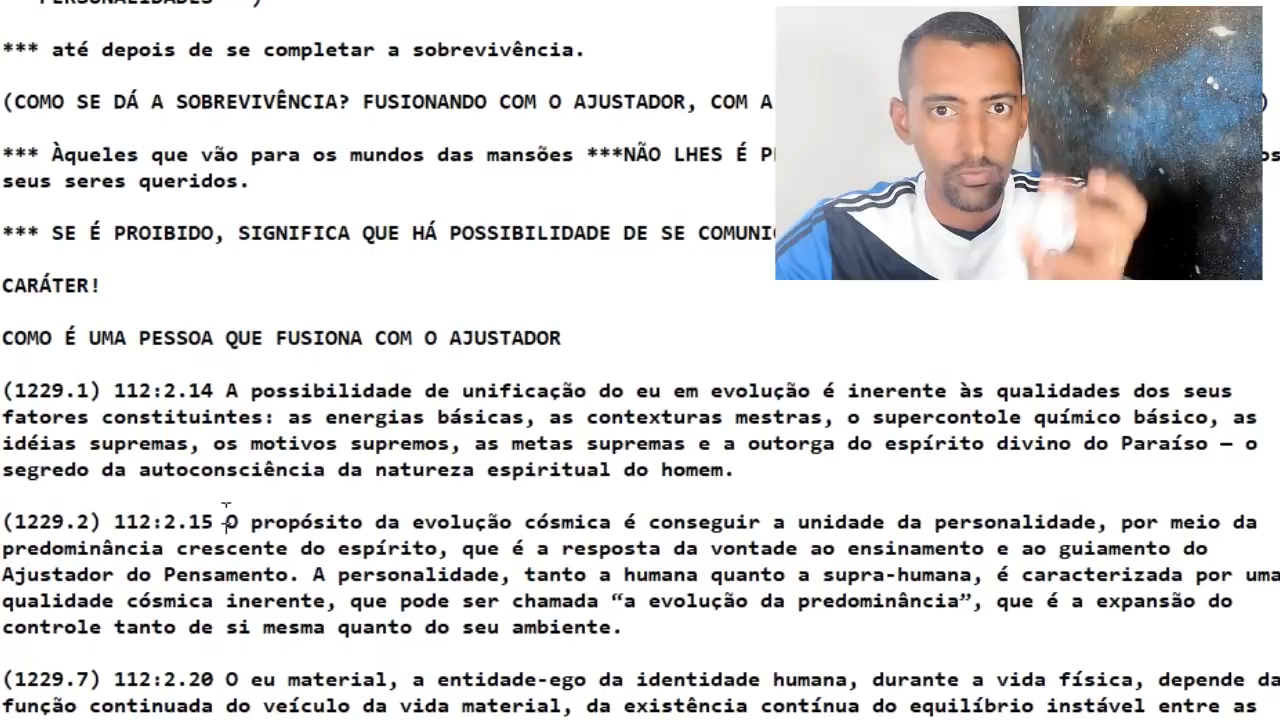 *** até depois de se completar a sobrevivência.
(COMO SE DÁ A SOBREVIVÊNCIA? FUSIONANDO COM O AJUSTADOR, COM A )
*** Àqueles que vão para os mundos das mansões ***NÃO LHES É
seus seres queridos.
*** SE É PROIBIDO, SIGNIFICA QUE HÁ POSSIBILIDADE DE SE
CARÁTER!
COMO É UMA PESSOA QUE FUSIONA COM O AJUSTADOR
(1229.1) 112:2.14 A possibilidade de unificação do eu em evolução é inerente às qualidades dos seus
fatores constituintes: as energias básicas, as contexturas mestras, o supercontole químico básico, as
idéias supremas, os motivos supremos, as metas supremas e a outorga do espírito divino do Paraíso — o
segredo da autoconsciência da natureza espiritual do homem.
(1229.2) 112:2.15 O propósito da evolução cósmica é conseguir a unidade da personalidade, por meio da
predominância crescente do espírito, que é a resposta da vontade ao ensinamento e ao guiamento do
Ajustador do Pensamento. A personalidade, tanto a humana quanto a supra-humana, é caracterizada por uma
qualidade cósmica inerente, que pode ser chamada “a evolução da predominância”, que é a expansão do
controle tanto de si mesma quanto do seu ambiente.
(1229.7) 112:2.20 O eu material, a entidade-ego da identidade humana, durante a vida física, depende da
função continuada do veículo da vida material, da existência contínua do equilíbrio instável entre as